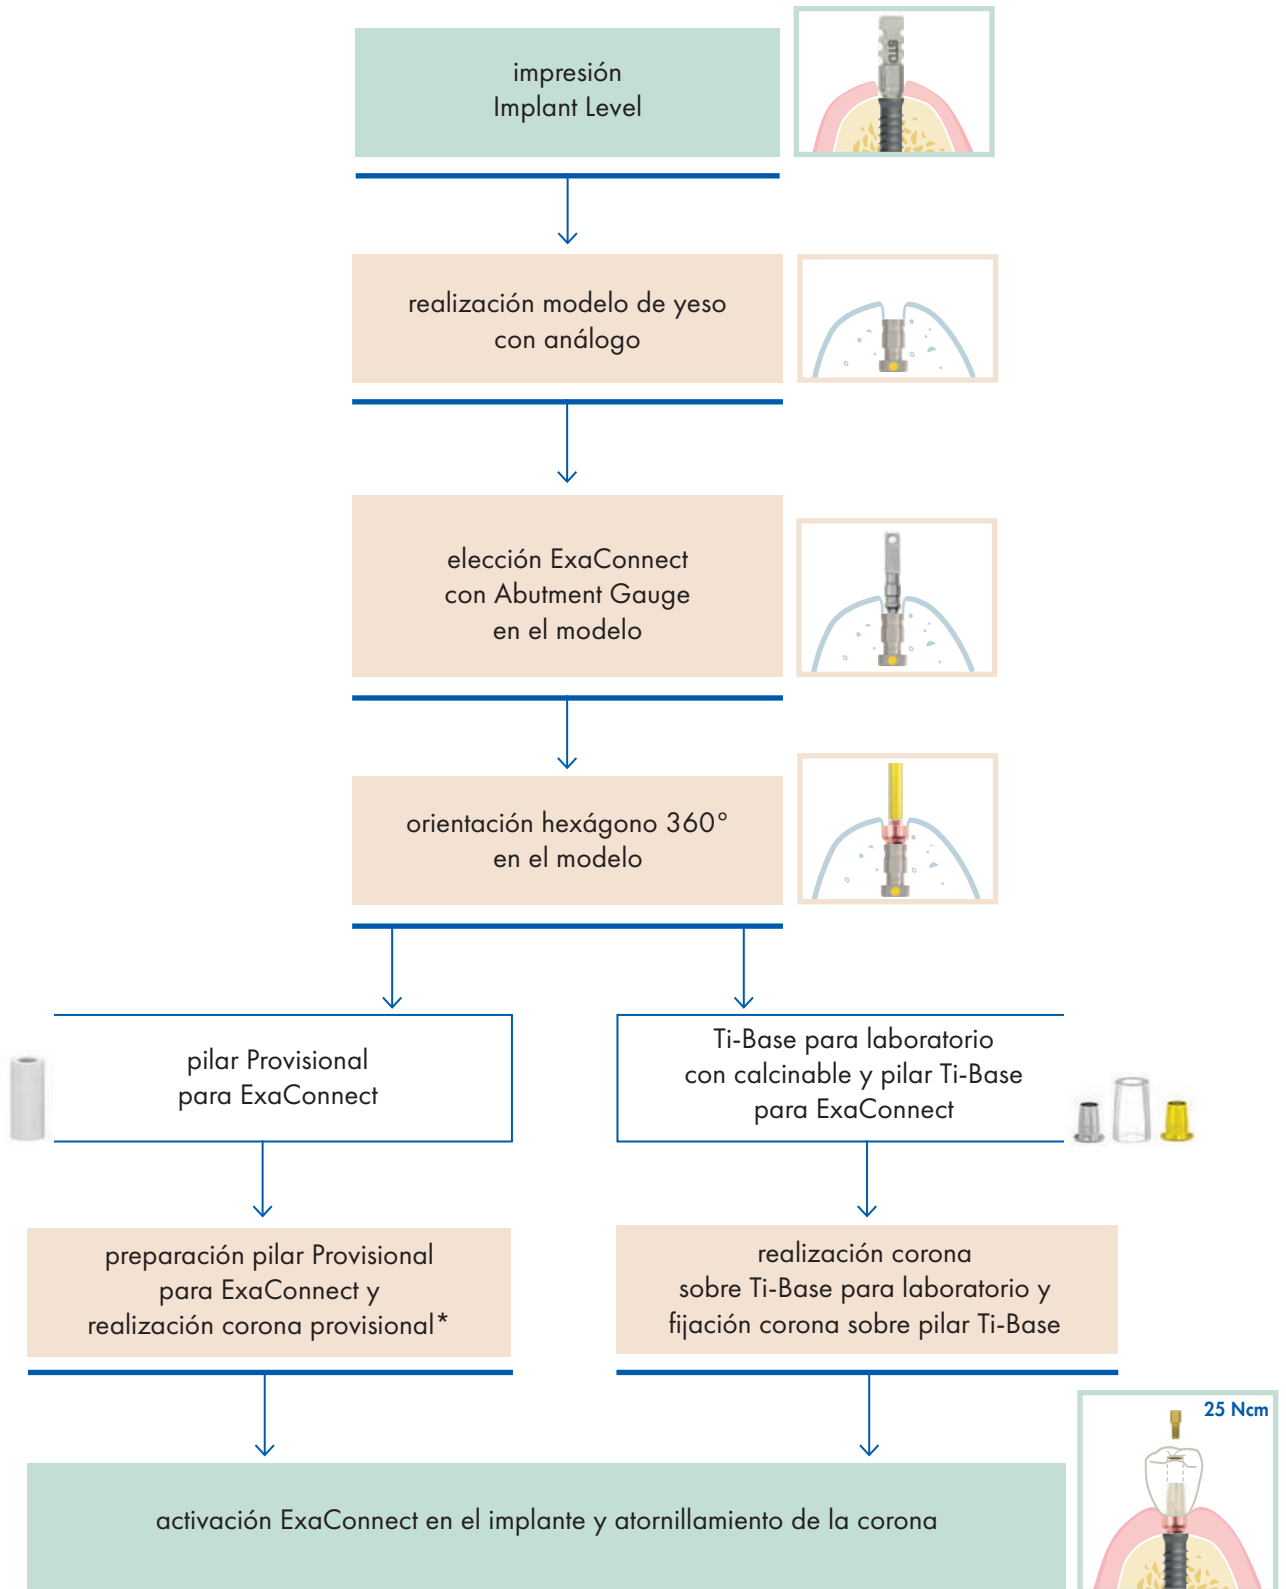 impresión
Implant Level
STD
realización modelo de yeso
con análogo
elección ExaConnect
con Abutment Gauge
en el modelo
orientación hexágono 360°
en el modelo
pilar Provisional
para ExaConnect
Ti-Base para laboratorio
con calcinable y pilar Ti-Base
para ExaConnect
preparación pilar Provisional
para ExaConnect y
realización corona provisional*
realización corona
sobre Ti-Base para laboratorio y
fijación corona sobre pilar Ti-Base
25 Ncm
activación ExaConnect en el implante y atornillamiento de la corona